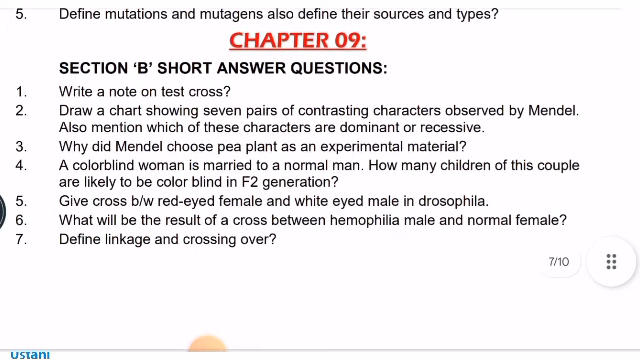 5. Define mutations and mutagens also define their sources and types?
CHAPTER 09:
SECTION ‘B’ SHORT ANSWER QUESTIONS:
1. Write a note on test cross?
2. Draw a chart showing seven pairs of contrasting characters observed by Mendel.
Also mention which of these characters are dominant or recessive.
3. Why did Mendel choose pea plant as an experimental material?
4. A colorblind woman is married to a normal man. How many children of this couple
are likely to be color blind in F2 generation?
5. Give cross b/w red-eyed female and white eyed male in drosophila.
6. What will be the result of a cross between hemophilia male and normal female?
7. Define linkage and crossing over?
7/10